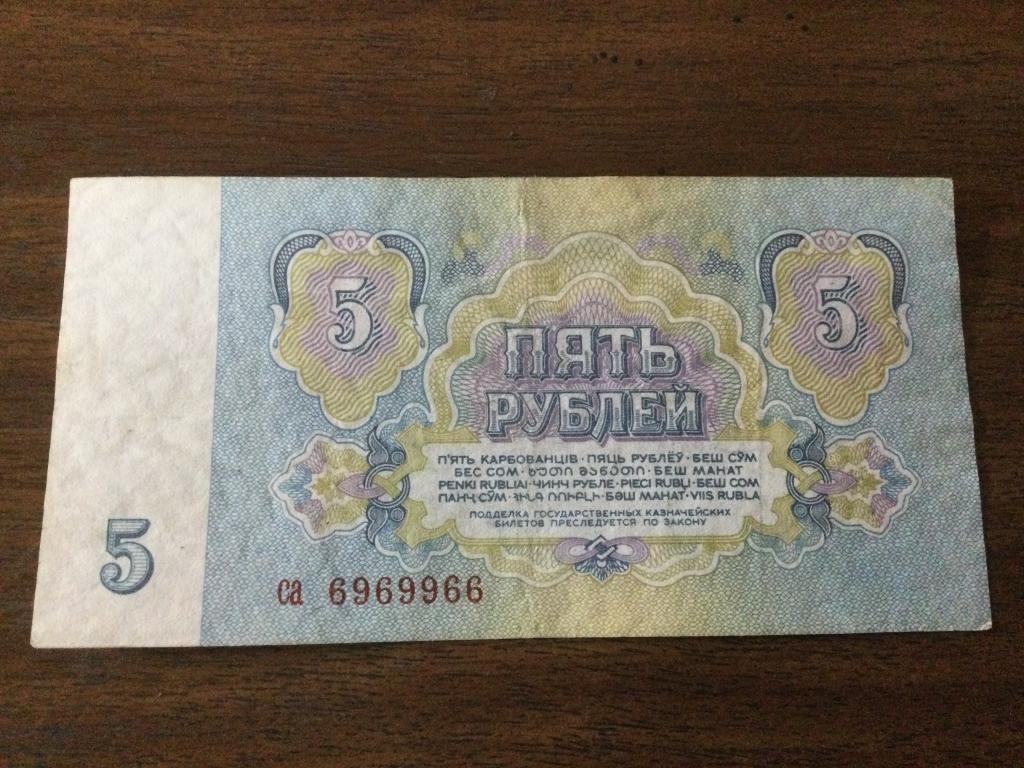 5 5
ПЯТЬ
РУБЛЕЙ
П'ЯТЬ КАРБОВАНЦІВ · ПЯЦЬ РУБЛЁЎ · БЕШ СЎМ
БЕС СОМ · ᲮᲣᲗᲘ ᲛᲐᲜᲔᲗᲘ · БЕШ МАНАТ
PENKI RUBLIAI · ЧИНЧ РУБЛЕ · PIECI RUBĻI · БЕШ СОМ
ПАНҶ СӮМ · ՀԻՆԳ ՌՈՒԲԼԻ · БӘШ МАНАТ · VIIS RUBLA
ПОДДЕЛКА ГОСУДАРСТВЕННЫХ КАЗНАЧЕЙСКИХ
БИЛЕТОВ ПРЕСЛЕДУЕТСЯ ПО ЗАКОНУ
5
са 6969966